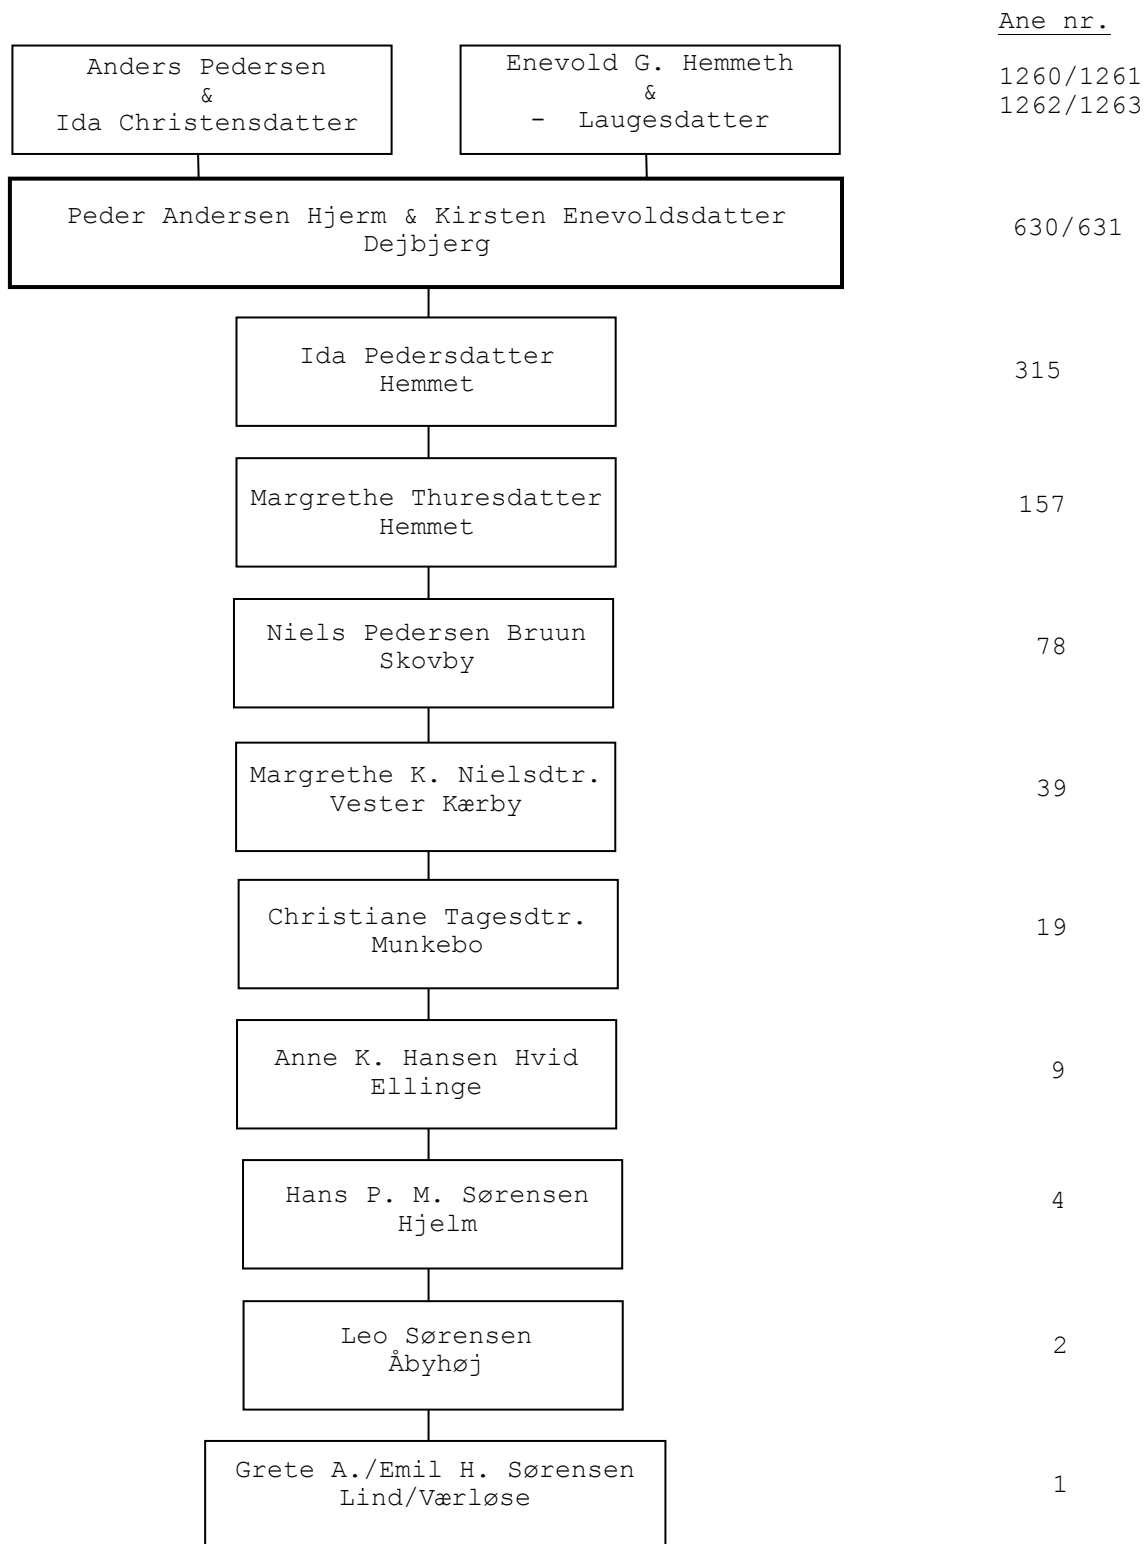 Ane nr.
Anders Pedersen
&
Ida Christensdatter
Enevold G. Hemmeth
&
- Laugesdatter
1260/1261
1262/1263
Peder Andersen Hjerm & Kirsten Enevoldsdatter
Dejbjerg
630/631
Ida Pedersdatter
Hemmet
315
Margrethe Thuresdatter
Hemmet
157
Niels Pedersen Bruun
Skovby
78
Margrethe K. Nielsdtr.
Vester Kærby
39
Christiane Tagesdtr.
Munkebo
19
Anne K. Hansen Hvid
Ellinge
9
Hans P. M. Sørensen
Hjelm
4
Leo Sørensen
Åbyhøj
2
Grete A./Emil H. Sørensen
Lind/Værløse
1